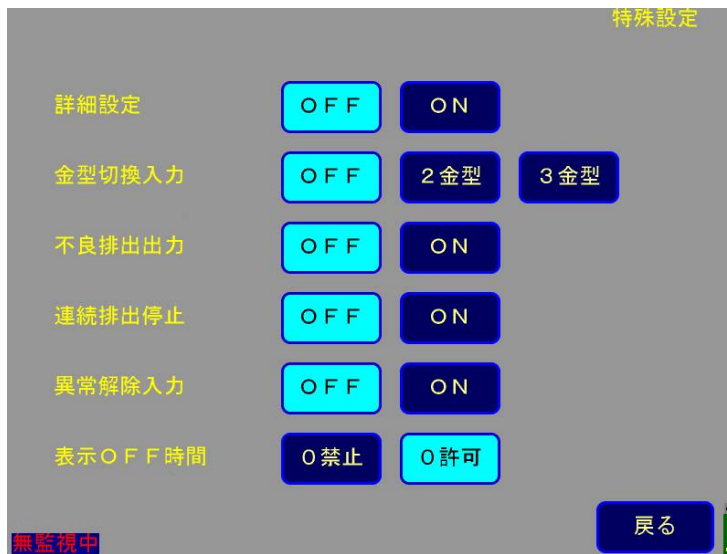 特殊設定
詳細設定 OFF ON
金型切換入力 OFF 2金型 3金型
不良排出出力 OFF ON
連続排出停止 OFF ON
異常解除入力 OFF ON
表示OFF時間 0禁止 0許可
戻る
無監視中